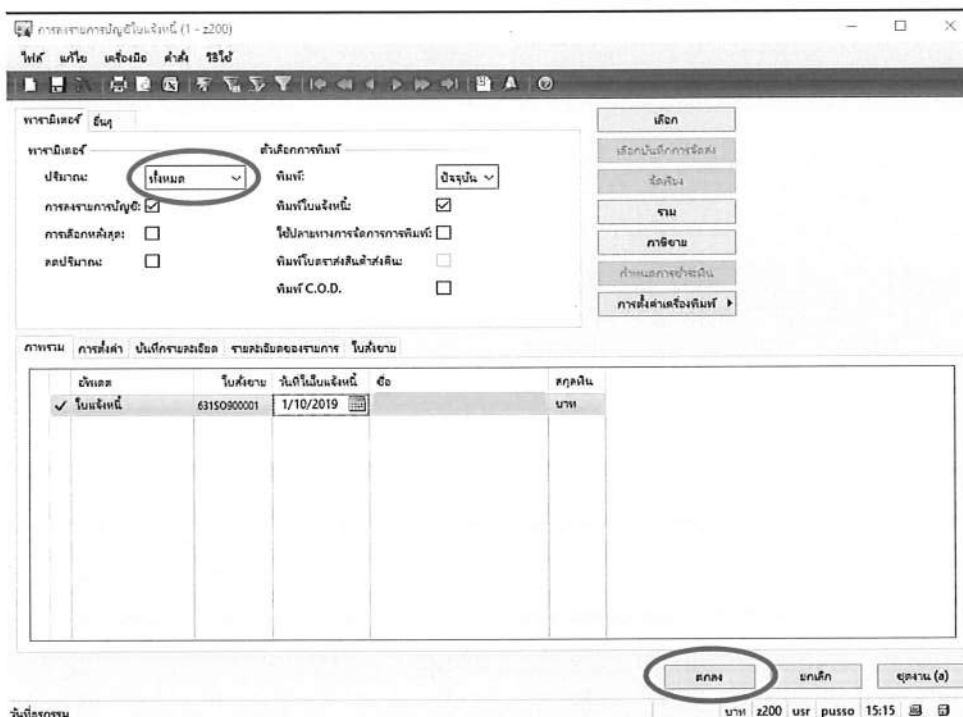 การลงรายการบัญชีใบแจ้งหนี้ (1 - z200)
ไฟล์ แก้ไข เครื่องมือ คำสั่ง วิธีใช้
พารามิเตอร์ อื่นๆ
พารามิเตอร์ ตัวเลือกการพิมพ์
ปริมาณ: ทั้งหมด พิมพ์: ปัจจุบัน
การลงรายการบัญชี: พิมพ์ใบแจ้งหนี้:
การเลือกหลังสุด: ใช้ปลายทางการจัดการการพิมพ์:
ลดปริมาณ: พิมพ์ใบตราส่งสินค้าส่งคืน:
พิมพ์ C.O.D.
เลือก
เลือกบันทึกการจัดส่ง
จัดเรียง
รวม
ภาษีขาย
กำหนดการชำระเงิน
การตั้งค่าเครื่องพิมพ์
ภาพรวม การตั้งค่า บันทึกรายละเอียด รายละเอียดของรายการ ใบสั่งขาย
อัพเดต ใบสั่งขาย วันที่ในใบแจ้งหนี้ ชื่อ สกุลเงิน
ใบแจ้งหนี้ 631SO900001 1/10/2019 บาท
ตกลง ยกเลิก ชุดงาน (a)
วันที่ธุรกรรม บาท z200 usr pusso 15:15